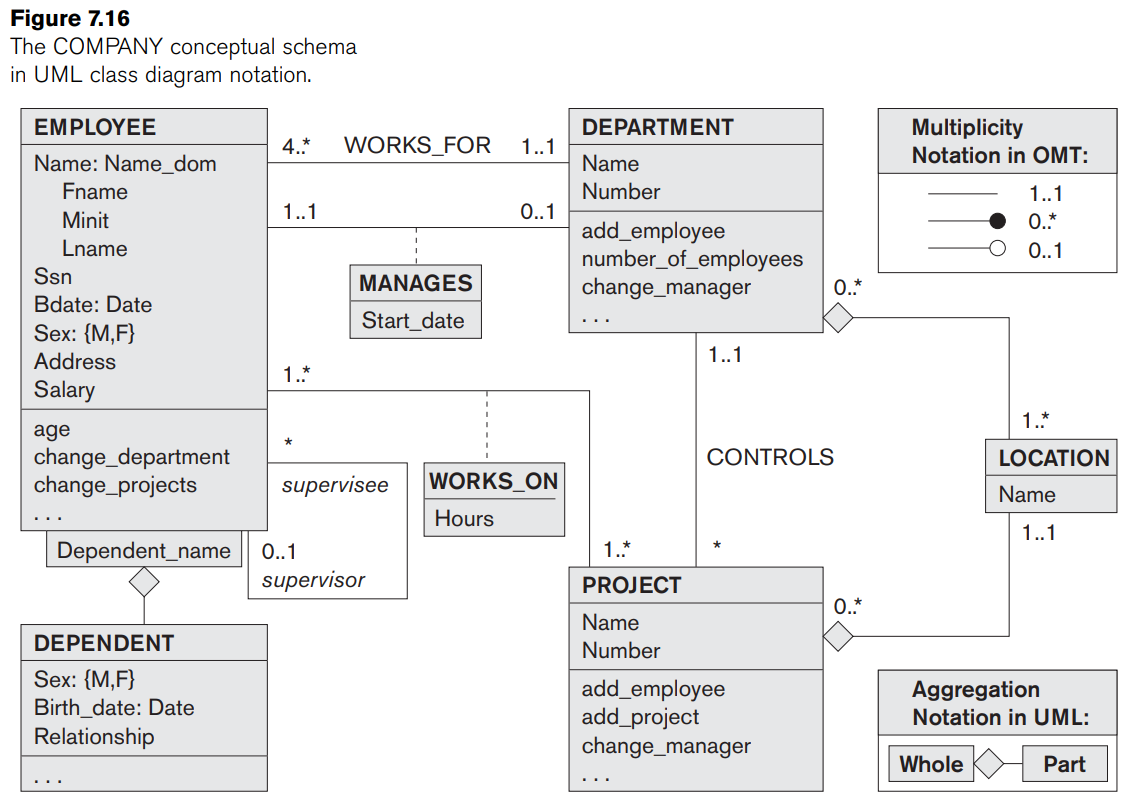 Figure 7.16
The COMPANY conceptual schema
in UML class diagram notation.
EMPLOYEE
Name: Name_dom
Fname
Minit
Lname
Ssn
Bdate: Date
Sex: {M,F}
Address
Salary
age
change_department
change_projects
. . .
Dependent_name
DEPENDENT
Sex: {M,F}
Birth_date: Date
Relationship
. . .
4..* WORKS_FOR 1..1
1..1 0..1
MANAGES
Start_date
1..*
*
supervisee
0..1
supervisor
WORKS_ON
Hours
1..*
DEPARTMENT
Name
Number
add_employee
number_of_employees
change_manager
. . .
1..1
CONTROLS
*
PROJECT
Name
Number
add_employee
add_project
change_manager
. . .
Multiplicity
Notation in OMT:
1..1
0..*
0..1
0..*
1..*
LOCATION
Name
1..1
0..*
Aggregation
Notation in UML:
Whole Part